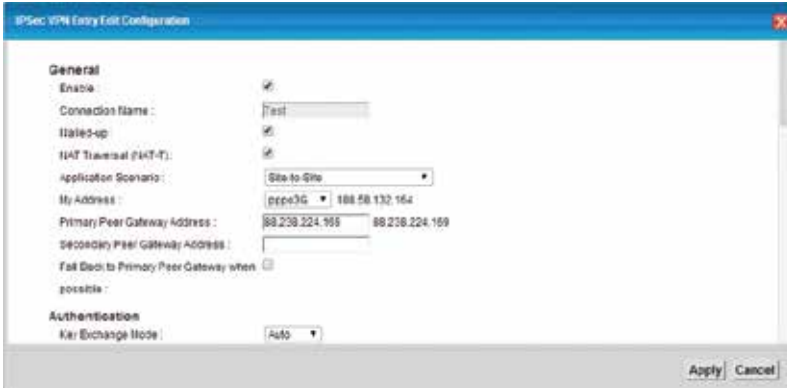 IPSec VPN Entry Edit Configuration
General
Enable :
Connection Name : Test
Nailed-up
NAT Traversal (NAT-T):
Application Scenario : Site-to-Site
My Address : pppo3G 188.58.132.164
Primary Peer Gateway Address : 88.238.224.169 88.238.224.169
Secondary Peer Gateway Address :
Fall Back to Primary Peer Gateway when
possible :
Authentication
Key Exchange Mode : Auto
Apply Cancel